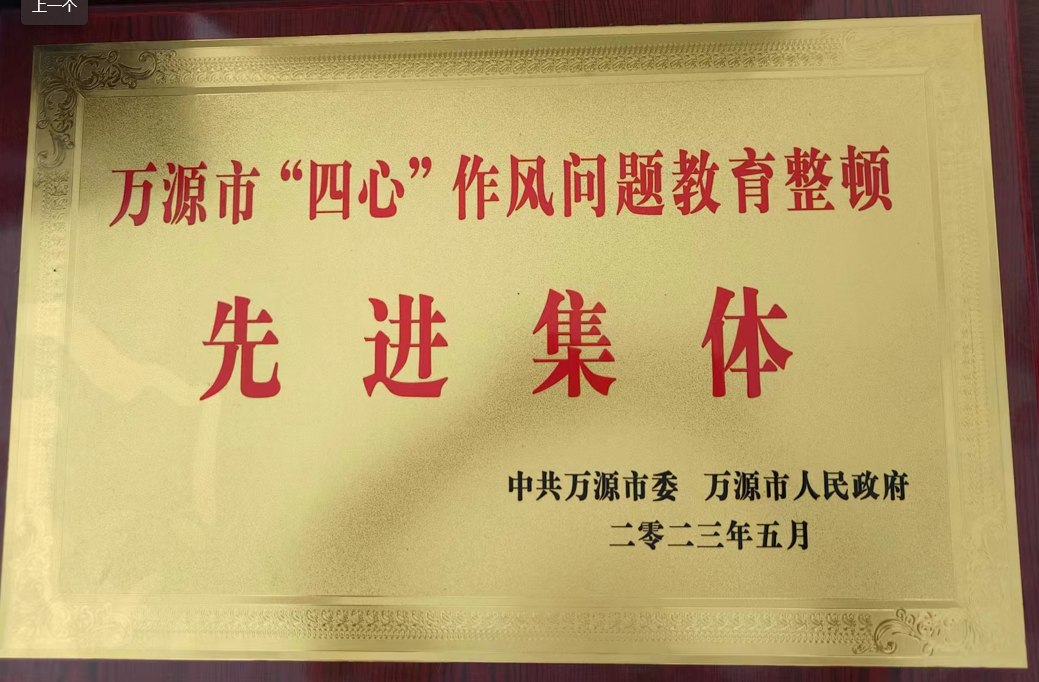 上一个
万源市“四心”作风问题教育整顿
先进集体
中共万源市委 万源市人民政府
二零二三年五月